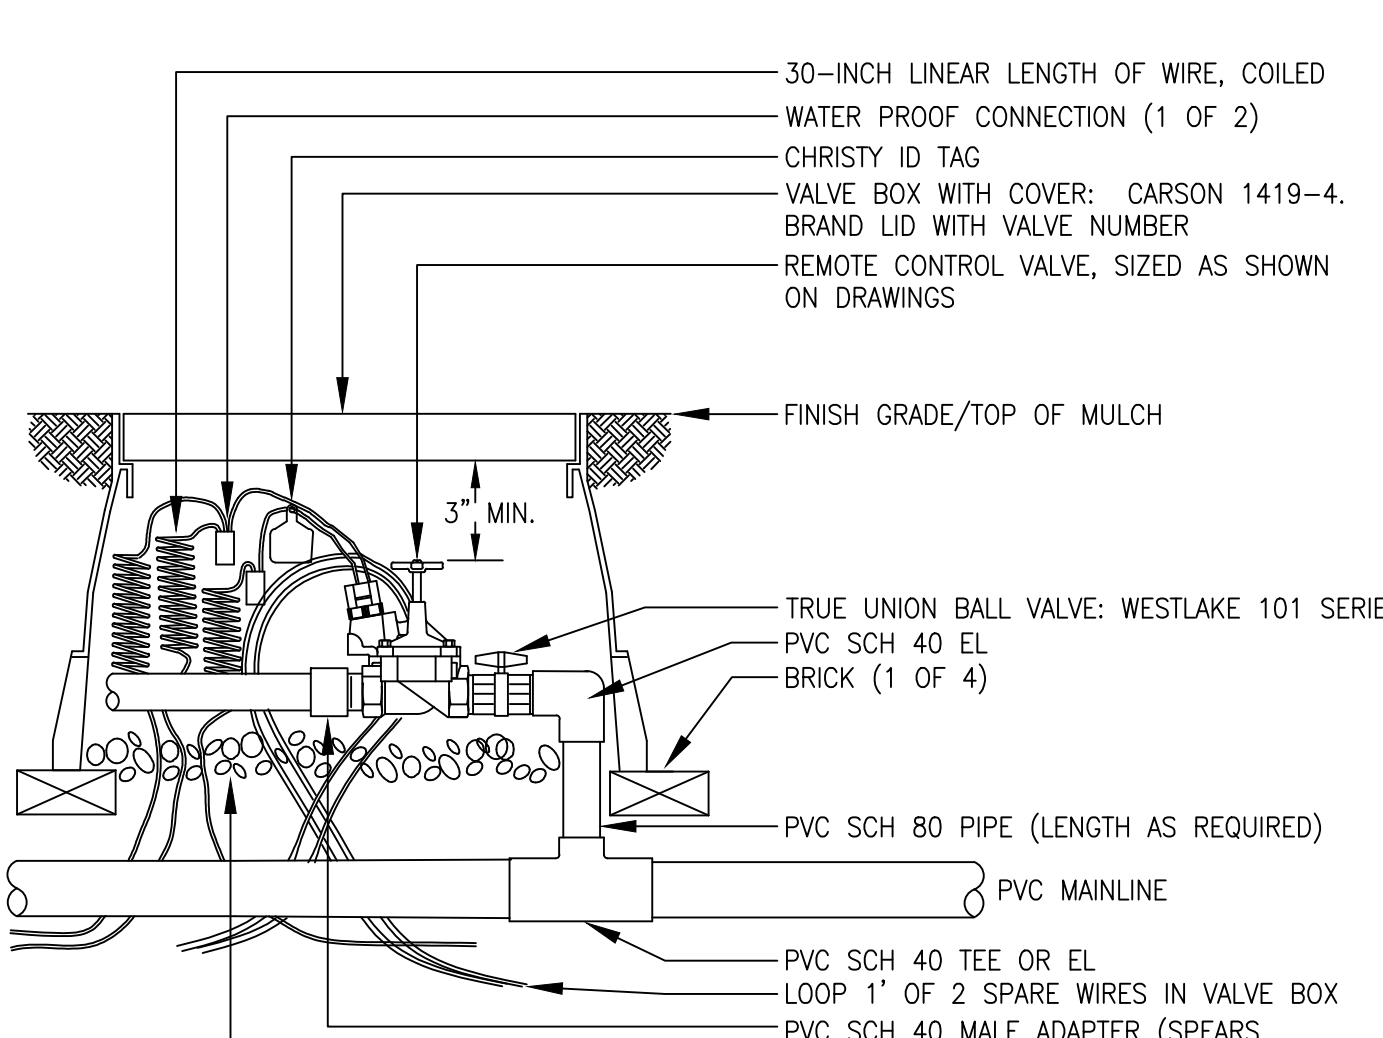 30-INCH LINEAR LENGTH OF WIRE, COILED
WATER PROOF CONNECTION (1 OF 2)
CHRISTY ID TAG
VALVE BOX WITH COVER: CARSON 1419-4.
BRAND LID WITH VALVE NUMBER
REMOTE CONTROL VALVE, SIZED AS SHOWN
ON DRAWINGS
FINISH GRADE/TOP OF MULCH
3" MIN.
TRUE UNION BALL VALVE: WESTLAKE 101 SERIE
PVC SCH 40 EL
BRICK (1 OF 4)
PVC SCH 80 PIPE (LENGTH AS REQUIRED)
PVC MAINLINE
PVC SCH 40 TEE OR EL
LOOP 1' OF 2 SPARE WIRES IN VALVE BOX
PVC SCH 40 MALE ADAPTER (SPEARS